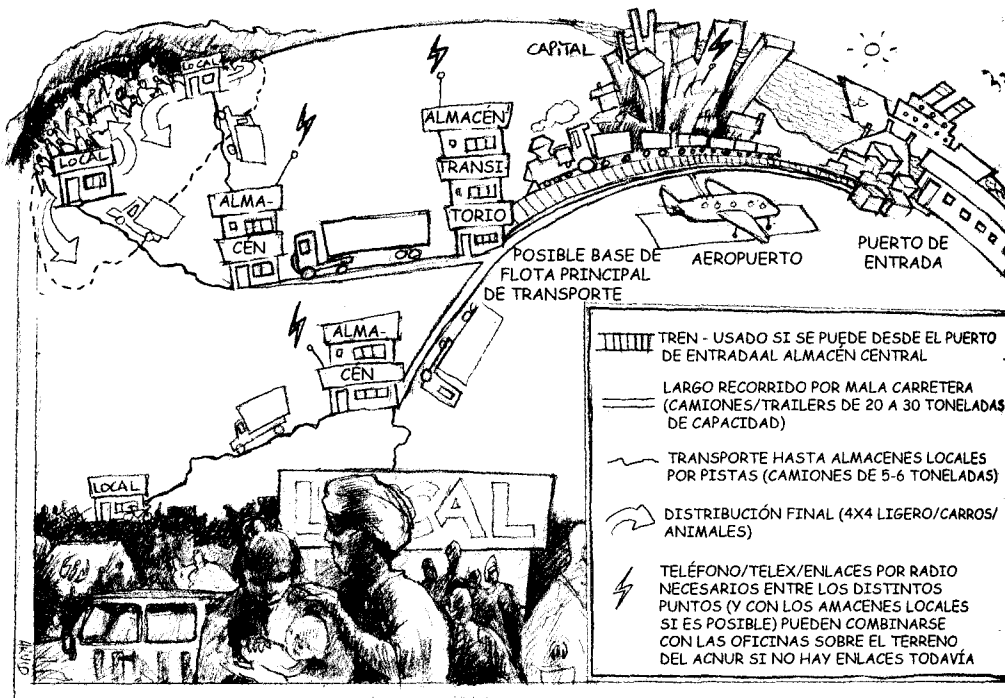 LOCAL
LOCAL
CAPITAL
ALMACÉN
TRANSI
TORIO
ALMA-
CÉN
POSIBLE BASE DE
FLOTA PRINCIPAL
DE TRANSPORTE
AEROPUERTO
PUERTO DE
ENTRADA
ALMA-
CÉN
LOCAL
LOCAL
TREN - USADO SI SE PUEDE DESDE EL PUERTO
DE ENTRADAAL ALMACÉN CENTRAL
LARGO RECORRIDO POR MALA CARRETERA
(CAMIONES/TRAILERS DE 20 A 30 TONELADAS
DE CAPACIDAD)
TRANSPORTE HASTA ALMACENES LOCALES
POR PISTAS (CAMIONES DE 5-6 TONELADAS)
DISTRIBUCIÓN FINAL (4X4 LIGERO/CARROS/
ANIMALES)
TELÉFONO/TELEX/ENLACES POR RADIO
NECESARIOS ENTRE LOS DISTINTOS
PUNTOS (Y CON LOS AMACENES LOCALES
SI ES POSIBLE) PUEDEN COMBINARSE
CON LAS OFICINAS SOBRE EL TERRENO
DEL ACNUR SI NO HAY ENLACES TODAVÍA